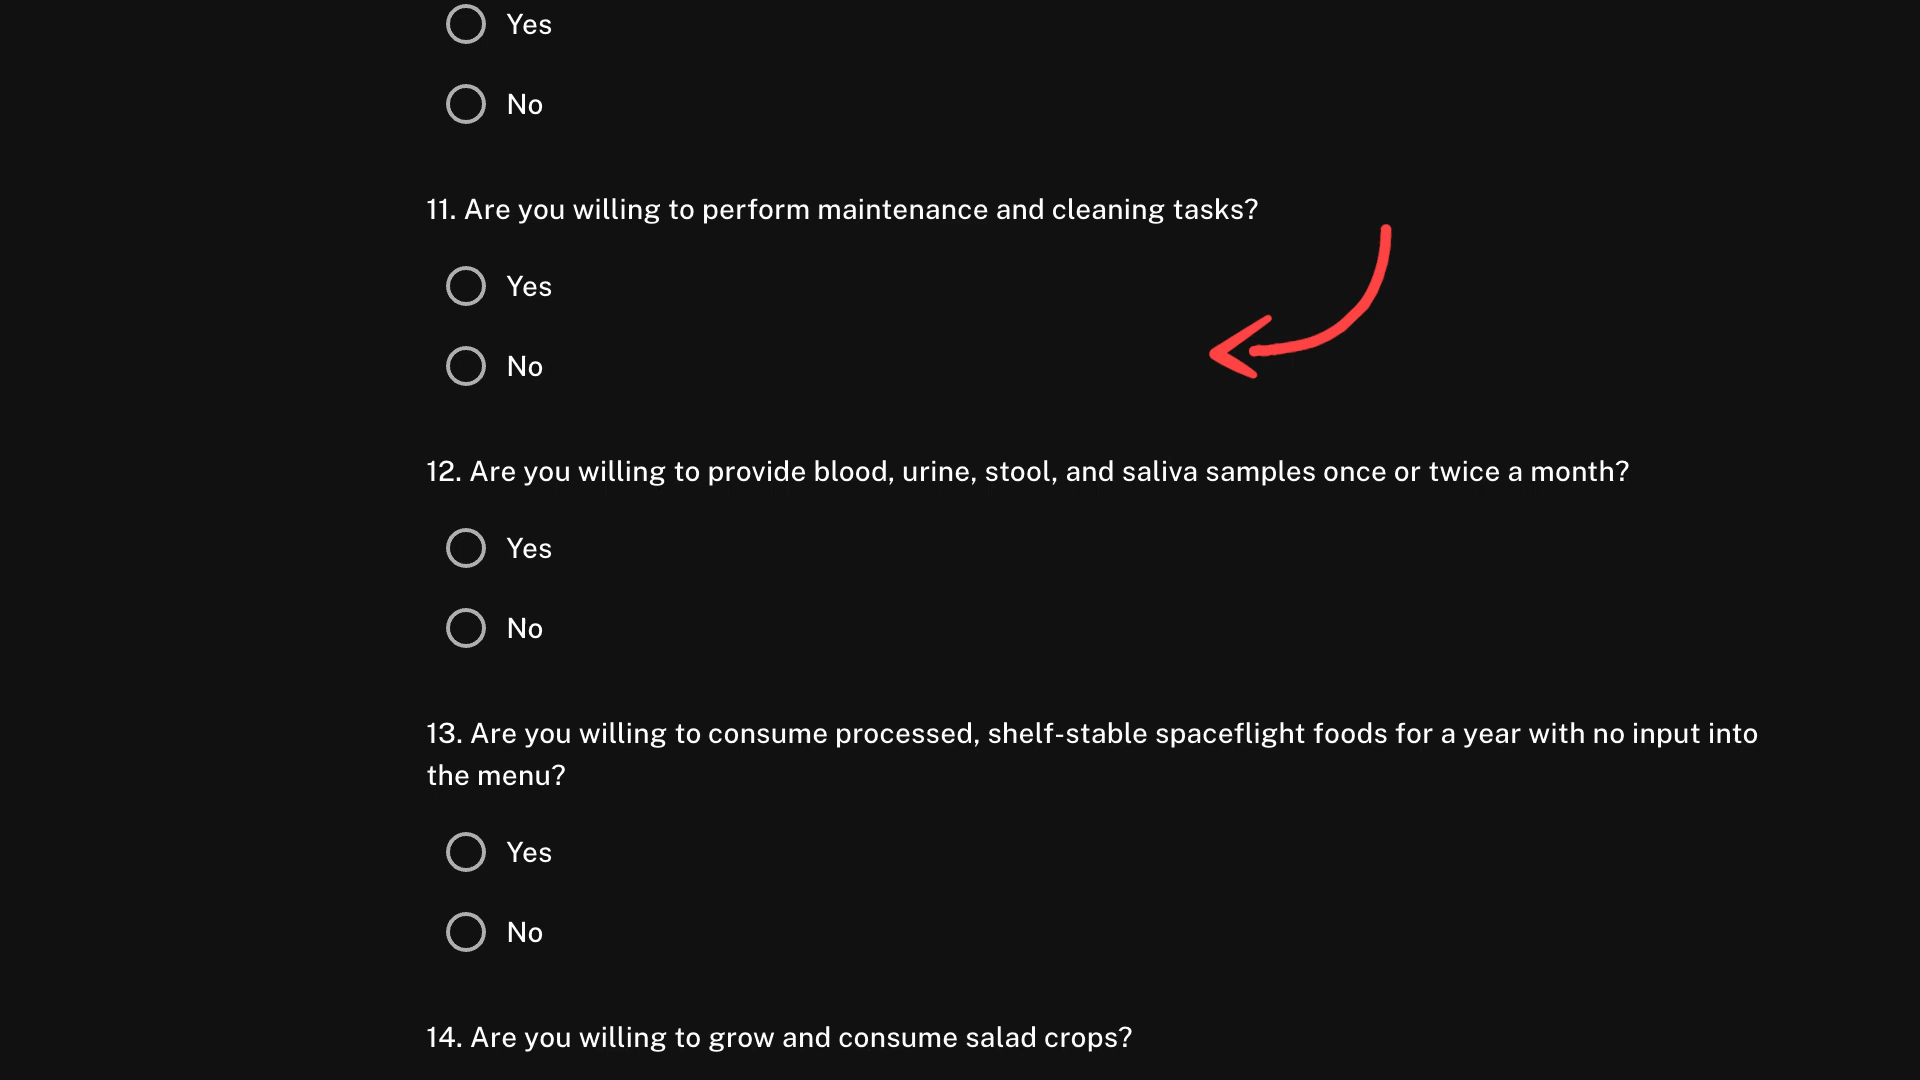 Yes
No
11. Are you willing to perform maintenance and cleaning tasks?
Yes
No
12. Are you willing to provide blood, urine, stool, and saliva samples once or twice a month?
Yes
No
13. Are you willing to consume processed, shelf-stable spaceflight foods for a year with no input into
the menu?
Yes
No
14. Are you willing to grow and consume salad crops?